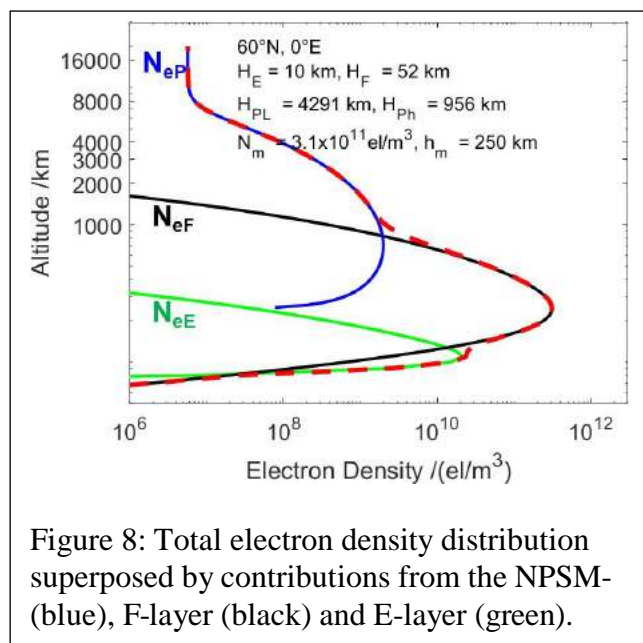 60°N, 0°E
H_E = 10 km, H_F = 52 km
H_PL = 4291 km, H_Ph = 956 km
N_m = 3.1x10^11 el/m^3, h_m = 250 km
N_eP
N_eF
N_eE
16000
8000
4000
3000
2000
1000
Altitude /km
10^6
10^8
10^10
10^12
Electron Density /(el/m^3)
Figure 8: Total electron density distribution
superposed by contributions from the NPSM-
(blue), F-layer (black) and E-layer (green).